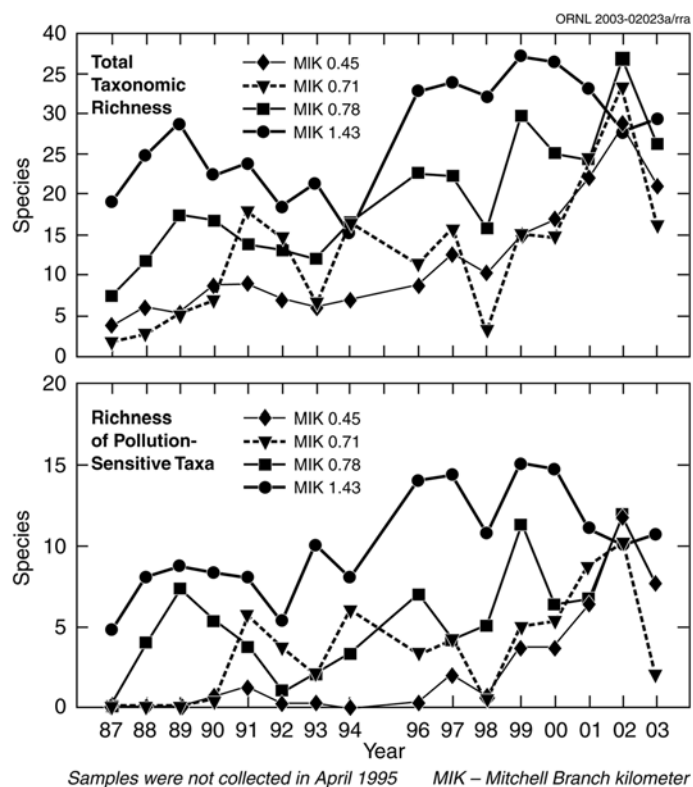 ORNL 2003-02023a/rra
Total
Taxonomic
Richness
MIK 0.45
MIK 0.71
MIK 0.78
MIK 1.43
Species
40
35
30
25
20
15
10
5
0
Richness
of Pollution-
Sensitive Taxa
MIK 0.45
MIK 0.71
MIK 0.78
MIK 1.43
Species
20
15
10
5
0
87 88 89 90 91 92 93 94 96 97 98 99 00 01 02 03
Year
Samples were not collected in April 1995 MIK – Mitchell Branch kilometer